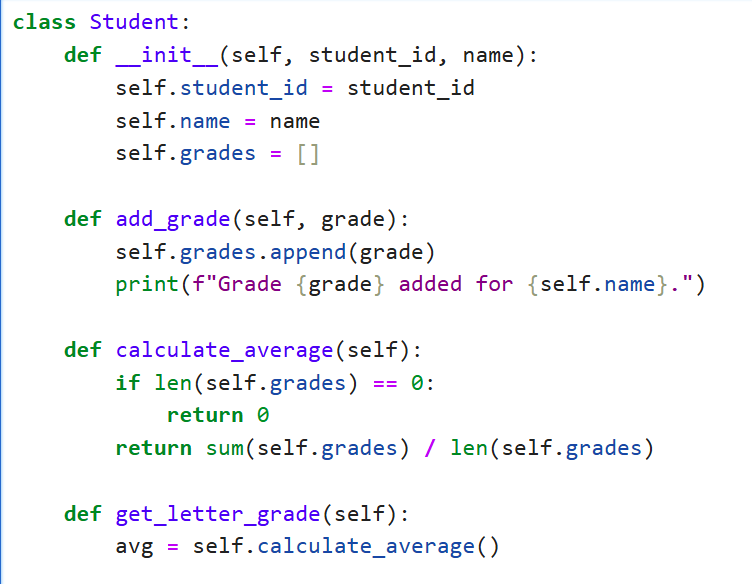 class Student:
    def __init__(self, student_id, name):
        self.student_id = student_id
        self.name = name
        self.grades = []

    def add_grade(self, grade):
        self.grades.append(grade)
        print(f"Grade {grade} added for {self.name}.")

    def calculate_average(self):
        if len(self.grades) == 0:
            return 0
        return sum(self.grades) / len(self.grades)

    def get_letter_grade(self):
        avg = self.calculate_average()